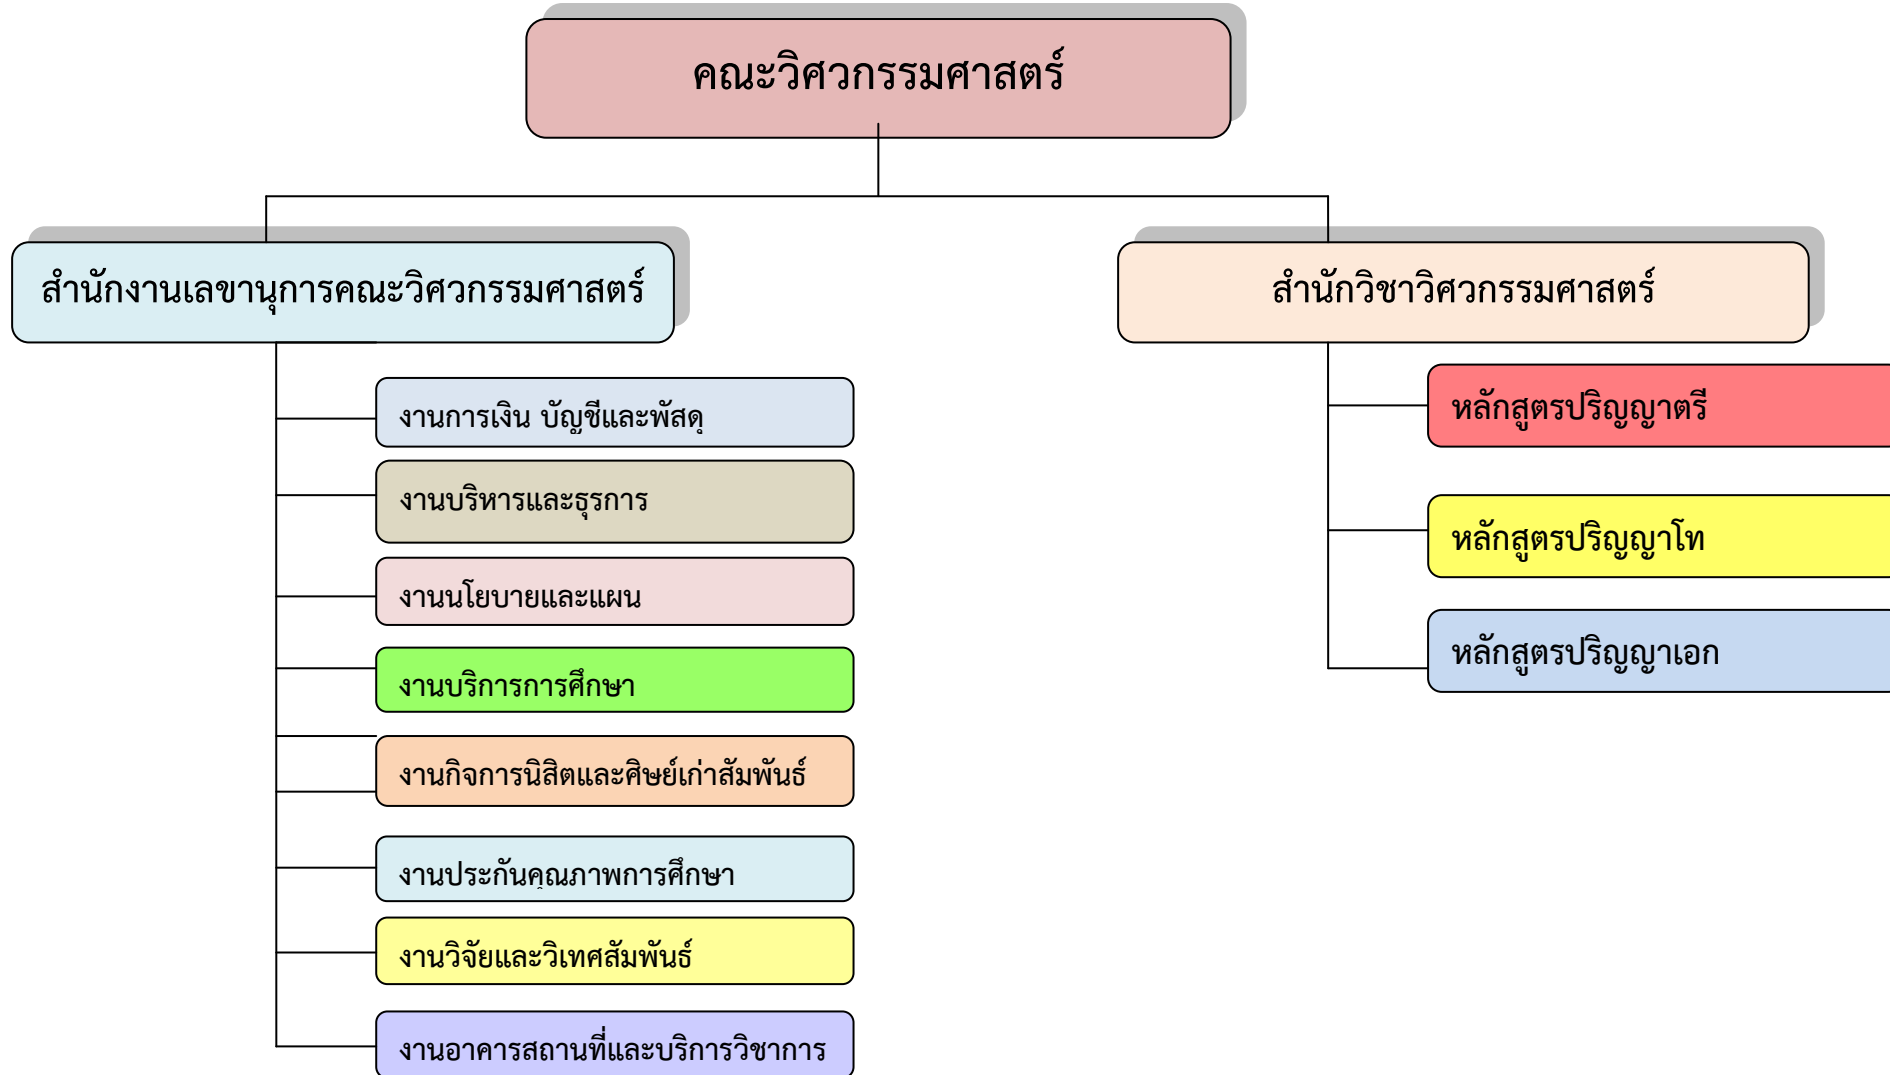 คณะวิศวกรรมศาสตร์
สำนักงานเลขานุการคณะวิศวกรรมศาสตร์
งานการเงิน บัญชีและพัสดุ
งานบริหารและธุรการ
งานนโยบายและแผน
งานบริการการศึกษา
งานกิจการนิสิตและศิษย์เก่าสัมพันธ์
งานประกันคุณภาพการศึกษา
งานวิจัยและวิเทศสัมพันธ์
งานอาคารสถานที่และบริการวิชาการ
สำนักวิชาวิศวกรรมศาสตร์
หลักสูตรปริญญาตรี
หลักสูตรปริญญาโท
หลักสูตรปริญญาเอก